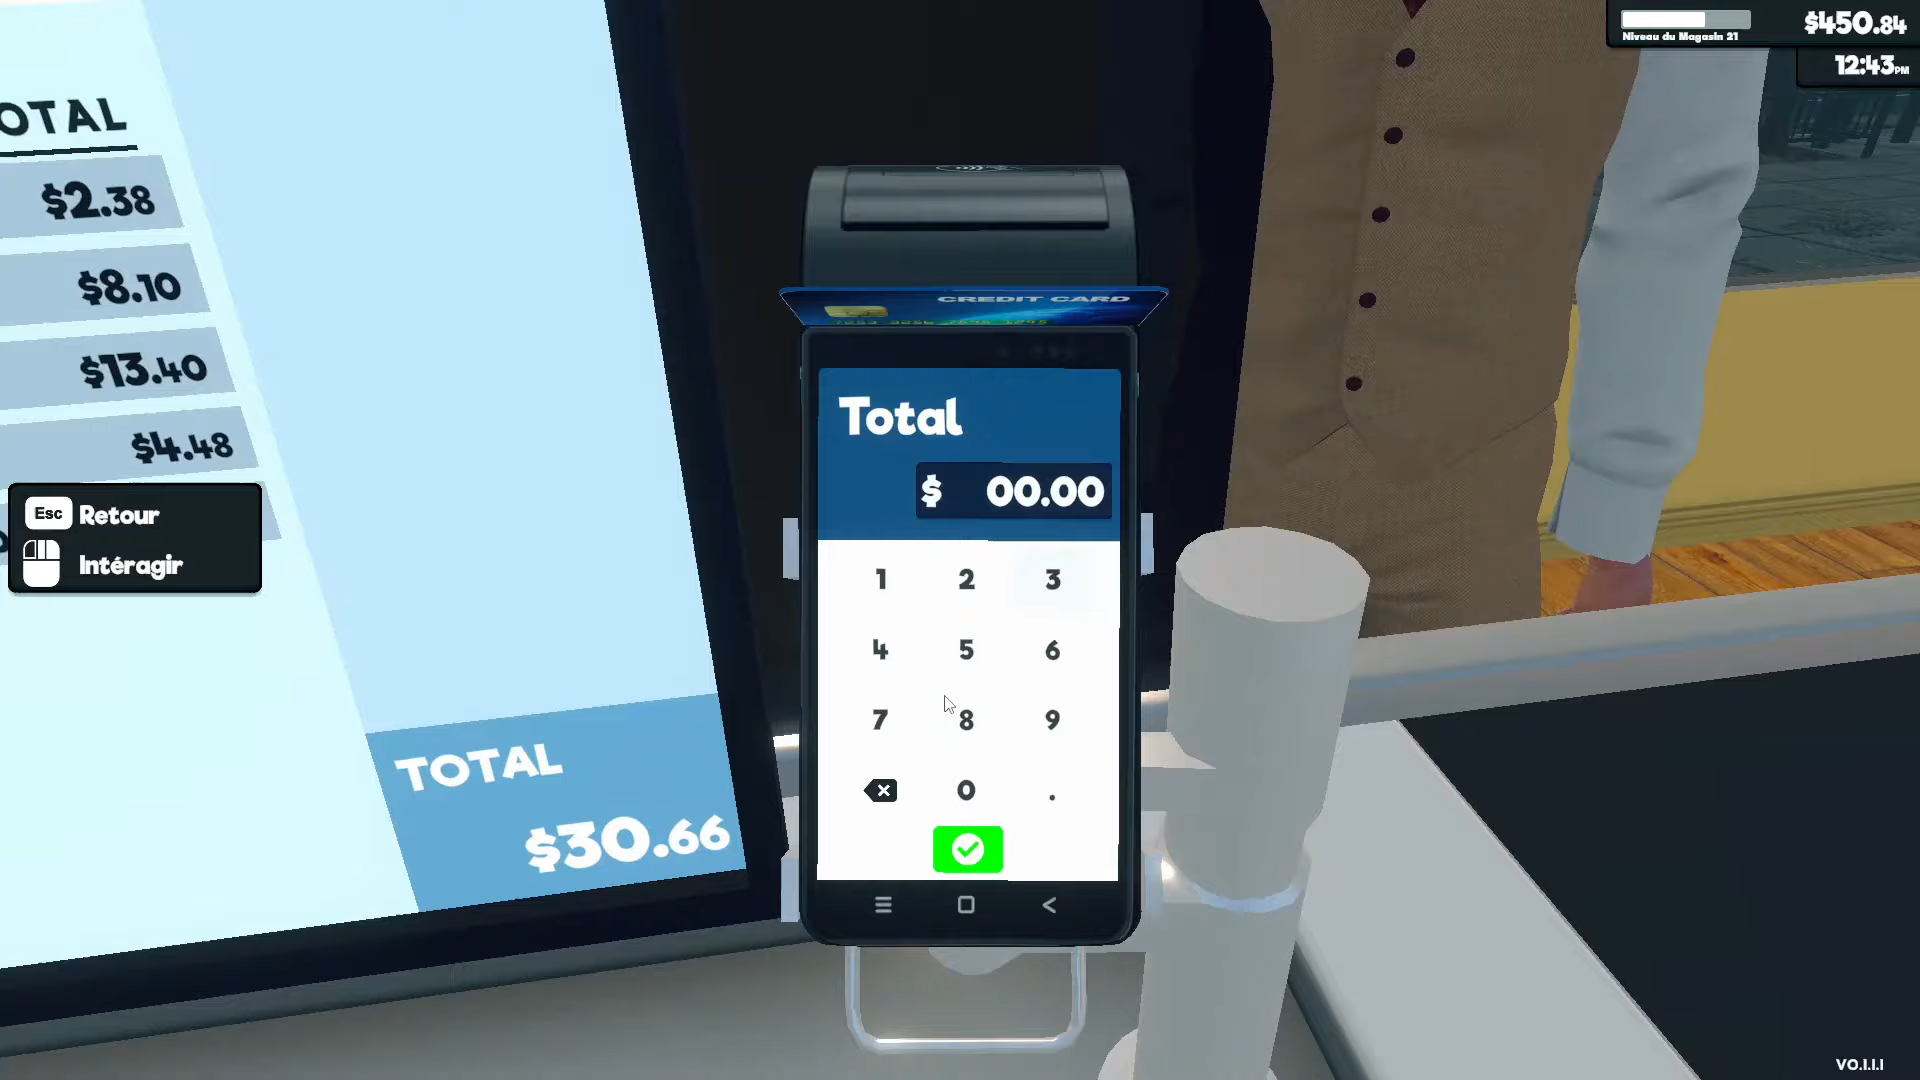 Niveau du Magasin 21
$450.84
12:43PM
OTAL
$2.38
$8.10
$13.40
$4.48
Esc Retour
Intéragir
TOTAL
$30.66
CREDIT CARD
Total
$ 00.00
1 2 3
4 5 6
7 8 9
0 .
V0.1.1.1